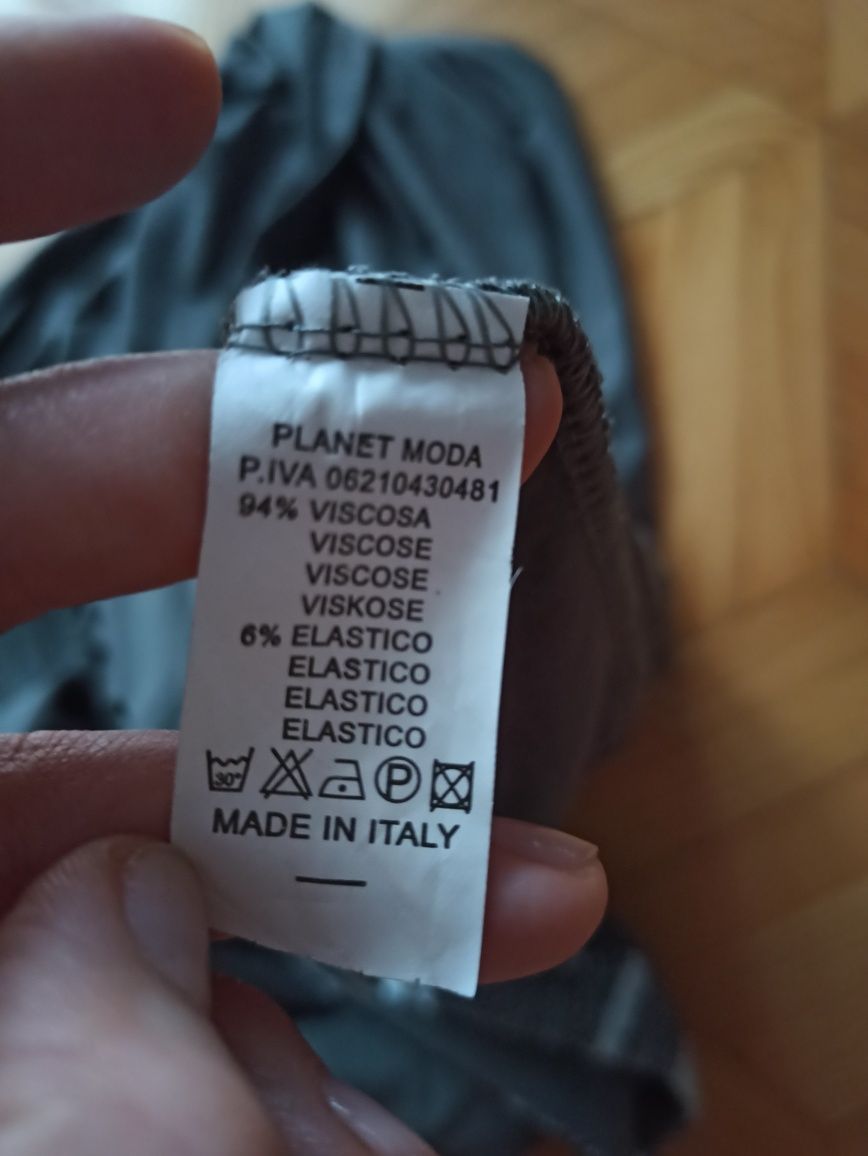 PLANET MODA
P.IVA 06210430481
94% VISCOSA
VISCOSE
VISCOSE
VISKOSE
6% ELASTICO
ELASTICO
ELASTICO
ELASTICO
30° P
MADE IN ITALY